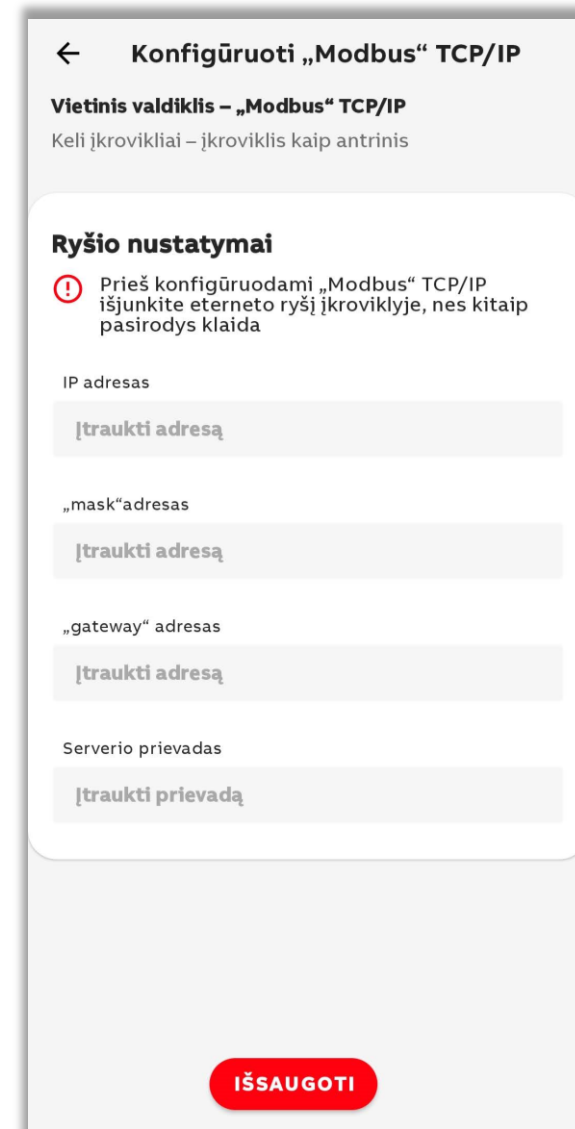 Konfigūruoti „Modbus“ TCP/IP
Vietinis valdiklis – „Modbus“ TCP/IP
Keli įkrovikliai – įkroviklis kaip antrinis
Ryšio nustatymai
Prieš konfigūruodami „Modbus“ TCP/IP
išjunkite eterneto ryšį įkroviklyje, nes kitaip
pasirodys klaida
IP adresas
Įtraukti adresą
„mask“adresas
Įtraukti adresą
„gateway“ adresas
Įtraukti adresą
Serverio prievadas
Įtraukti prievadą
IŠSAUGOTI